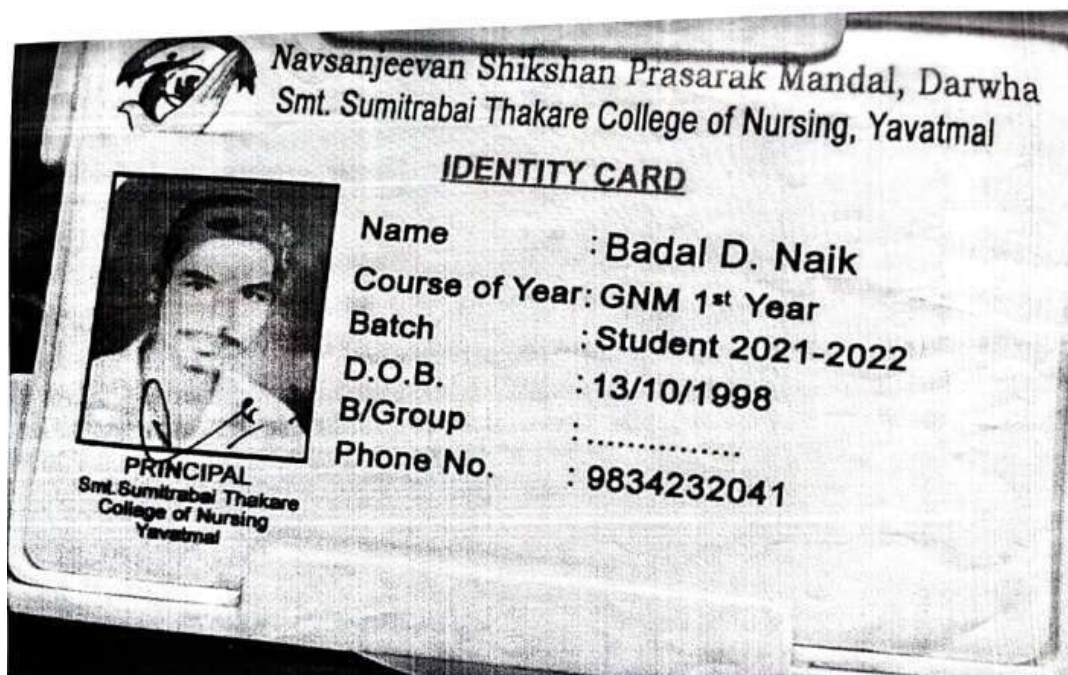 Navsanjeevan Shikshan Prasarak Mandal, Darwha
Smt. Sumitrabai Thakare College of Nursing, Yavatmal
IDENTITY CARD
Name : Badal D. Naik
Course of Year: GNM 1st Year
Batch : Student 2021-2022
D.O.B. : 13/10/1998
B/Group : ..............
Phone No. : 9834232041
PRINCIPAL
Smt.Sumitrabai Thakare
College of Nursing
Yavatmal